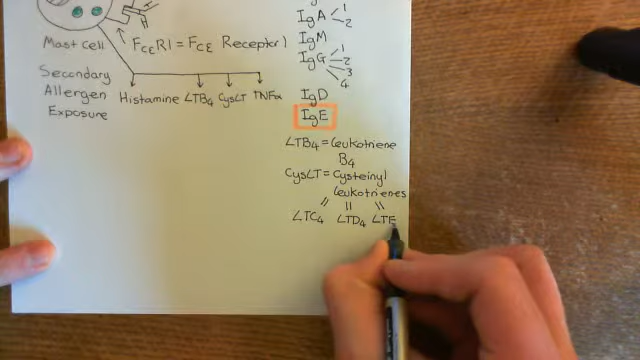 IgA 1
2
Mast Cell
FcεRI = Fcε Receptor 1
IgM
IgG 1
2
3
4
Secondary
Allergen
Exposure
Histamine LTB4 CysLT TNFα
IgD
IgE
LTB4 = Leukotriene
B4
CysLT = Cysteinyl
Leukotrienes
LTC4 LTD4 LTE